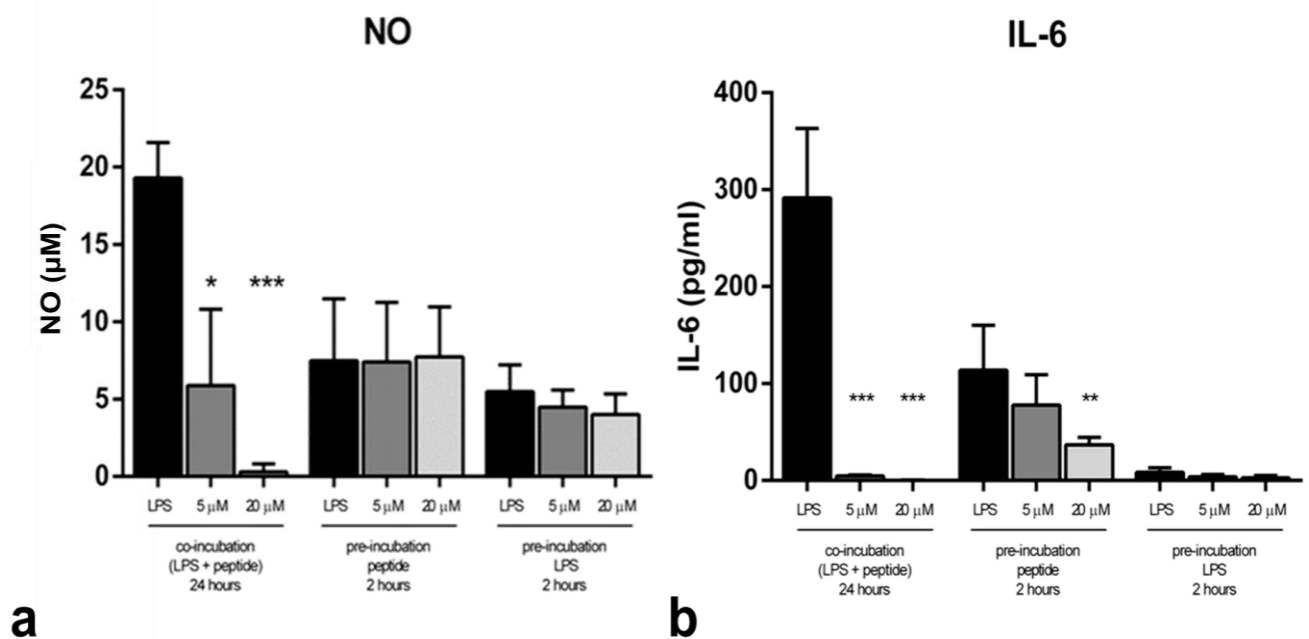 NO
25
20
15
10
5
0
NO (μM)
*
***
LPS 5 μM 20 μM LPS 5 μM 20 μM LPS 5 μM 20 μM
co-incubation
(LPS + peptide)
24 hours
pre-incubation
peptide
2 hours
pre-incubation
LPS
2 hours
a
IL-6
400
300
200
100
0
IL-6 (pg/ml)
***
***
**
LPS 5 μM 20 μM LPS 5 μM 20 μM LPS 5 μM 20 μM
co-incubation
(LPS + peptide)
24 hours
pre-incubation
peptide
2 hours
pre-incubation
LPS
2 hours
b